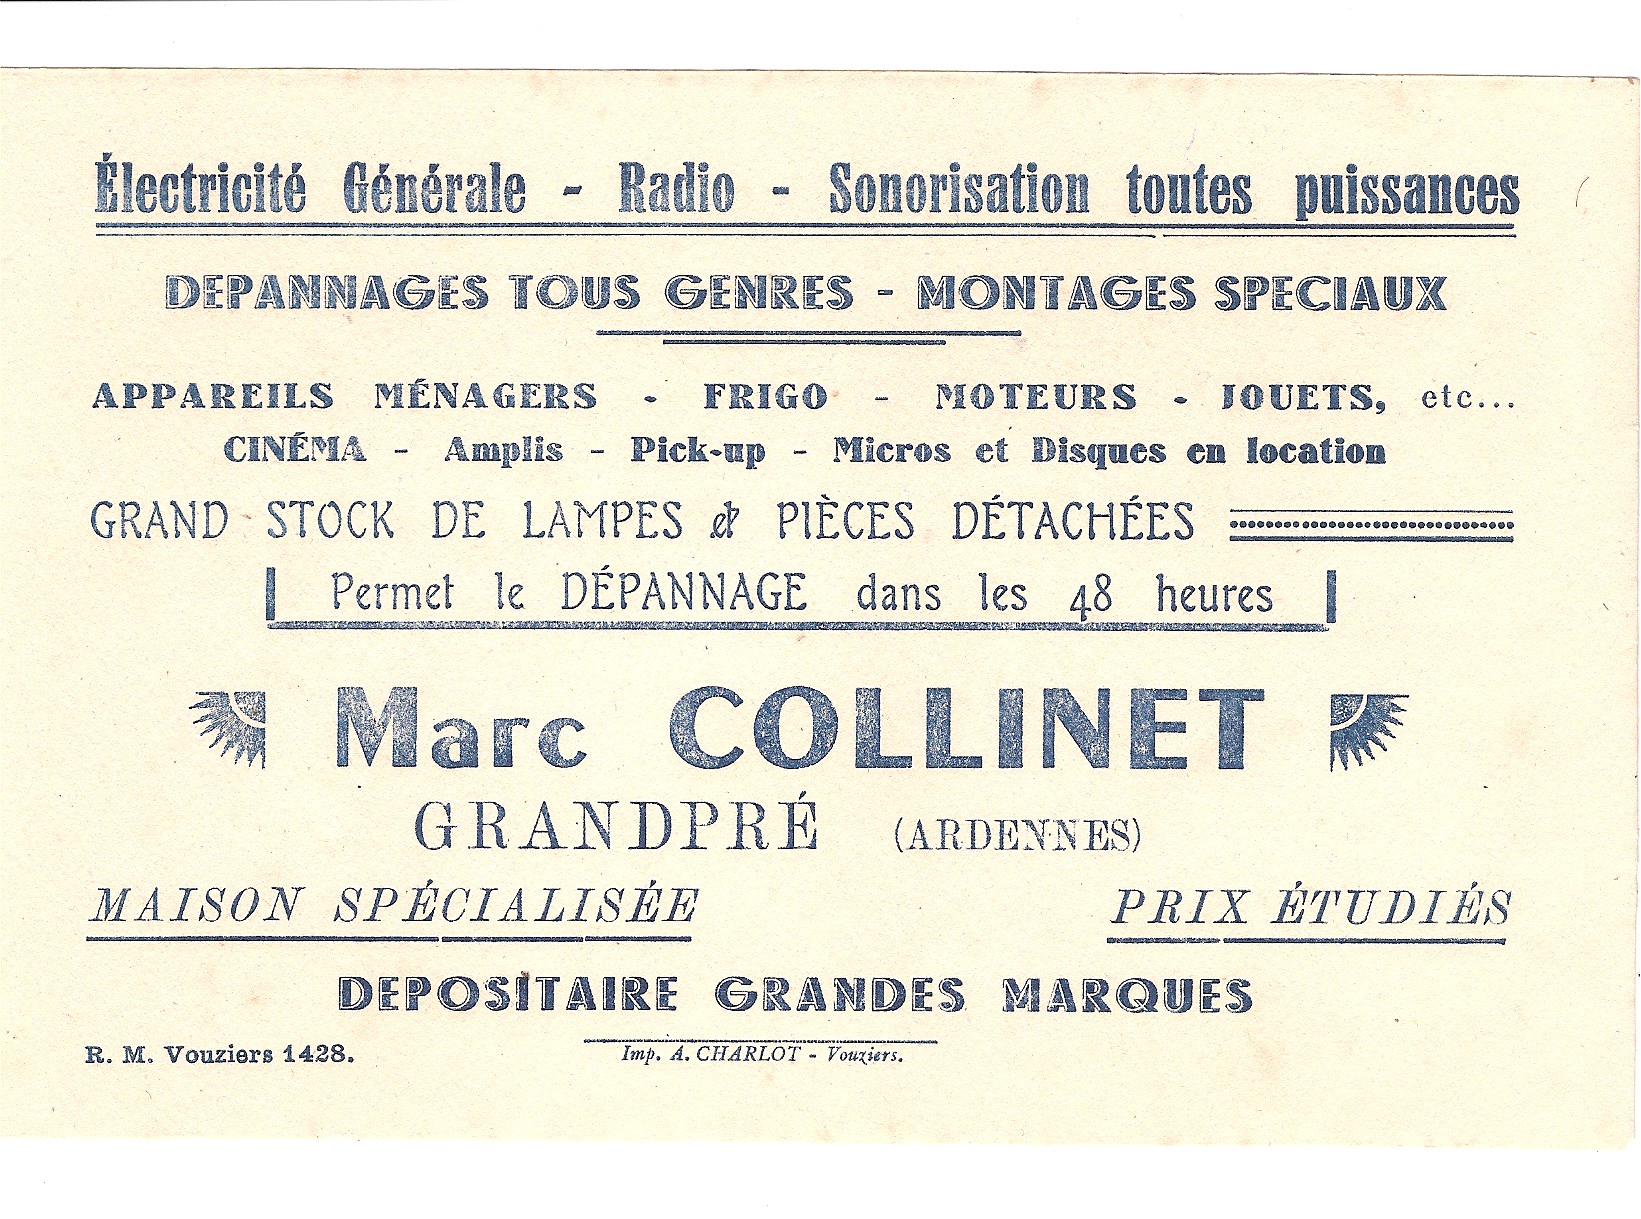 Électricité Générale - Radio - Sonorisation toutes puissances
DEPANNAGES TOUS GENRES - MONTAGES SPECIAUX
APPAREILS MÉNAGERS - FRIGO - MOTEURS - JOUETS, etc...
CINÉMA - Amplis - Pick-up - Micros et Disques en location
GRAND STOCK DE LAMPES et PIÈCES DÉTACHÉES
Permet le DÉPANNAGE dans les 48 heures
Marc COLLINET
GRANDPRÉ (ARDENNES)
MAISON SPÉCIALISÉE PRIX ÉTUDIÉS
DEPOSITAIRE GRANDES MARQUES
R. M. Vouziers 1428. Imp. A. CHARLOT - Vouziers.